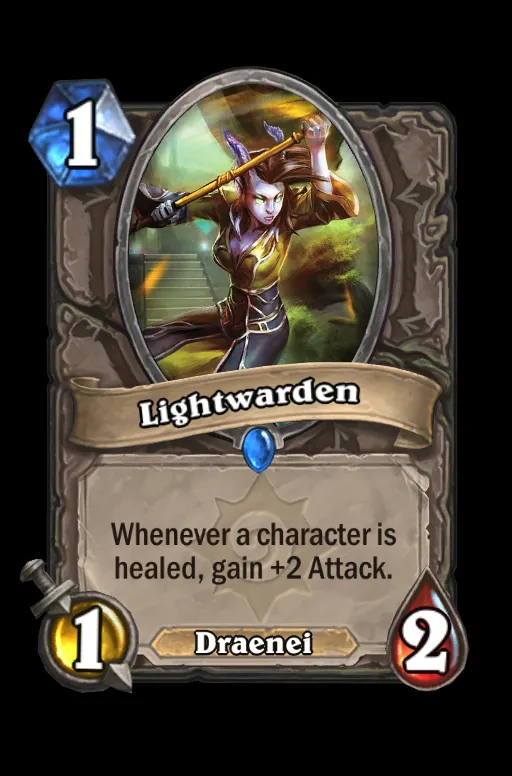 1
Lightwarden
Whenever a character is
healed, gain +2 Attack.
1
Draenei
2